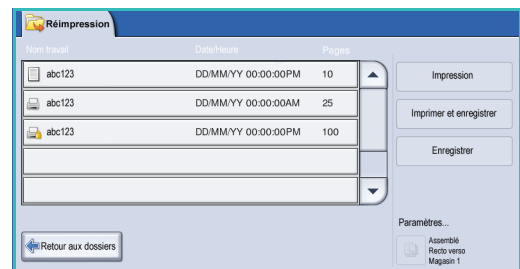 Réimpression
Nom travail Date/Heure Pages
abc123 DD/MM/YY 00:00:00PM 10
abc123 DD/MM/YY 00:00:00AM 25
abc123 DD/MM/YY 00:00:00PM 100
Impression
Imprimer et enregistrer
Enregistrer
Retour aux dossiers
Paramètres...
Assemblé
Recto verso
Magasin 1